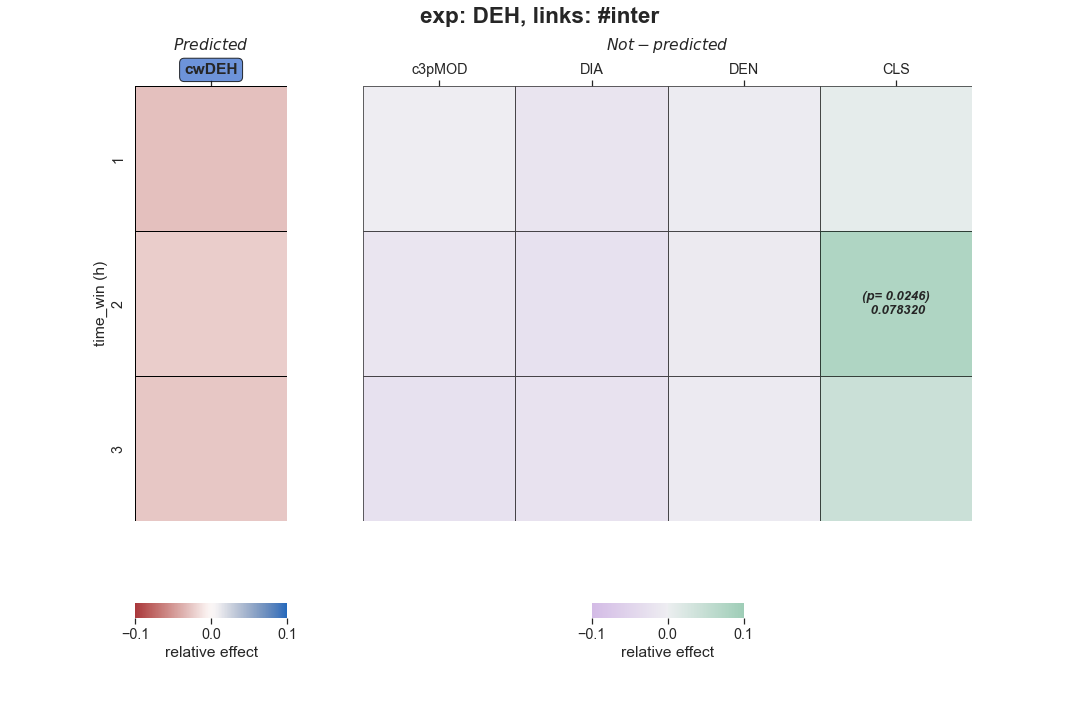 exp: DEH, links: #inter
Predicted
Not − predicted
cwDEH
c3pMOD
DIA
DEN
CLS
time_win (h)
1
2
3
(p= 0.0246)
0.078320
−0.1
0.0
0.1
relative effect
−0.1
0.0
0.1
relative effect